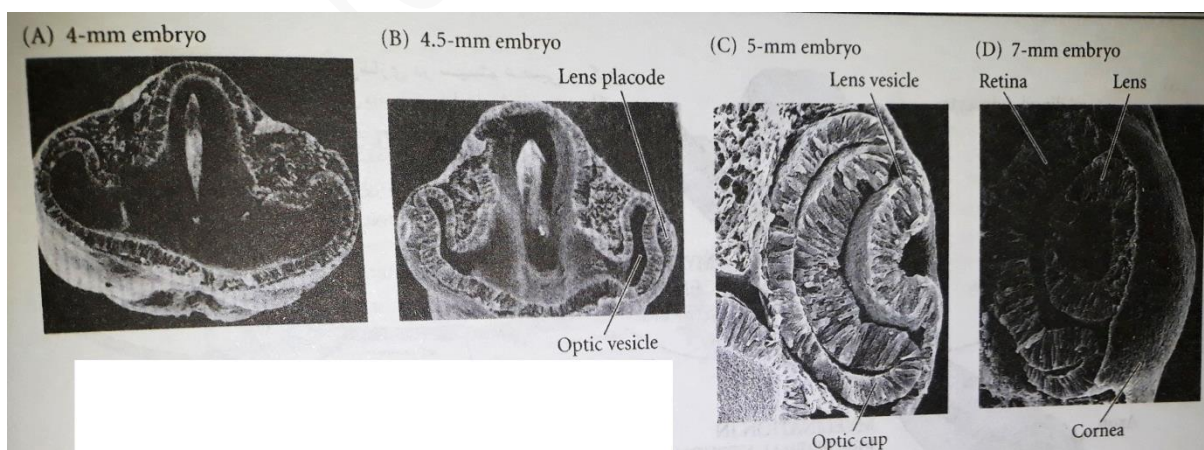 (A) 4-mm embryo
(B) 4.5-mm embryo
Lens placode
Optic vesicle
(C) 5-mm embryo
Lens vesicle
Optic cup
(D) 7-mm embryo
Retina
Lens
Cornea